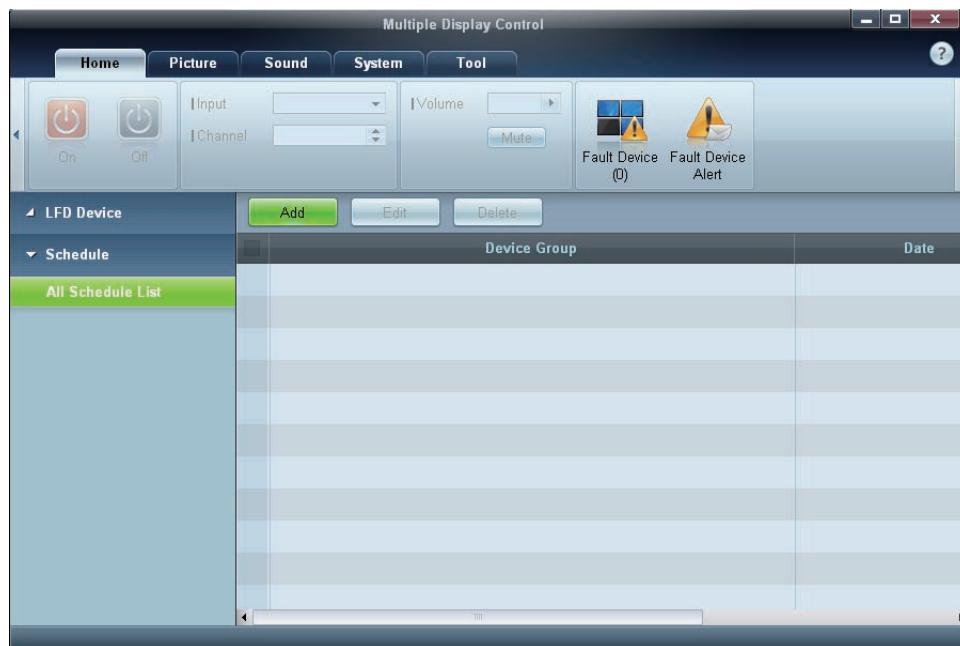 Multiple Display Control
Home Picture Sound System Tool
?
Input
Channel
Volume
Mute
On Off
Fault Device
(0)
Fault Device
Alert
LFD Device
Schedule
All Schedule List
Add Edit Delete
Device Group Date